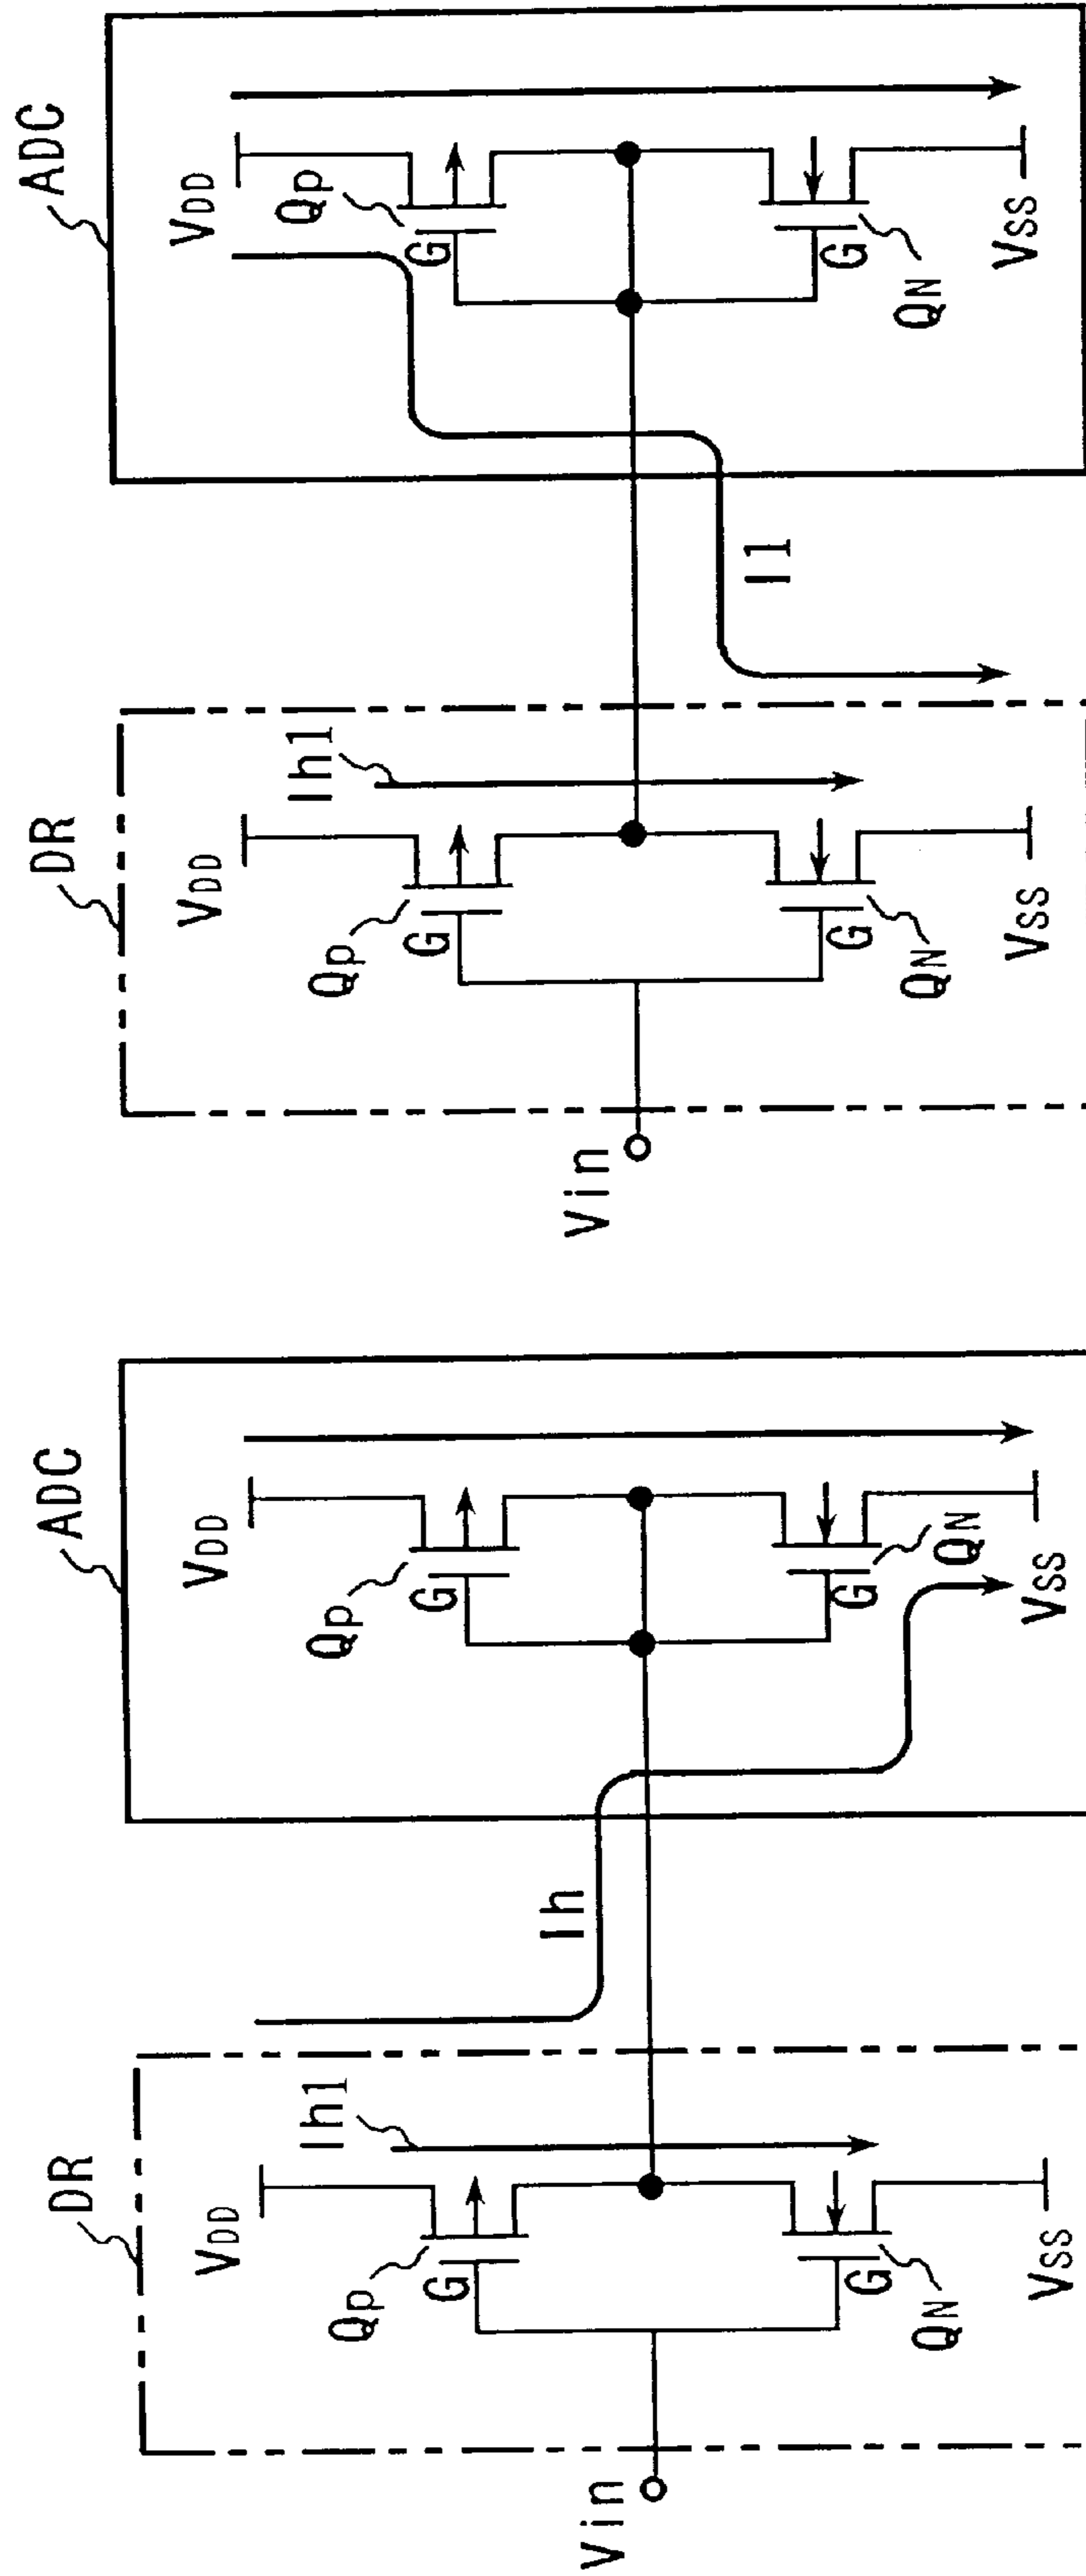 DR
VDD
Qp
G
Ih1
Vin
G
QN
VSS
Ih
ADC
VDD
Qp
G
G
QN
VSS
DR
VDD
Qp
G
Ih1
Vin
G
QN
VSS
I1
ADC
VDD
Qp
G
G
QN
VSS